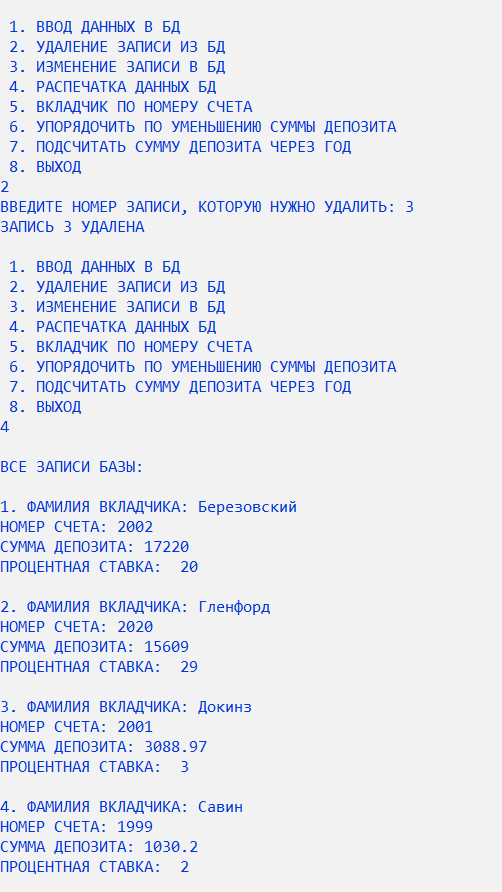 1. ВВОД ДАННЫХ В БД
2. УДАЛЕНИЕ ЗАПИСИ ИЗ БД
3. ИЗМЕНЕНИЕ ЗАПИСИ В БД
4. РАСПЕЧАТКА ДАННЫХ БД
5. ВКЛАДЧИК ПО НОМЕРУ СЧЕТА
6. УПОРЯДОЧИТЬ ПО УМЕНЬШЕНИЮ СУММЫ ДЕПОЗИТА
7. ПОДСЧИТАТЬ СУММУ ДЕПОЗИТА ЧЕРЕЗ ГОД
8. ВЫХОД
2
ВВЕДИТЕ НОМЕР ЗАПИСИ, КОТОРУЮ НУЖНО УДАЛИТЬ: 3
ЗАПИСЬ 3 УДАЛЕНА
1. ВВОД ДАННЫХ В БД
2. УДАЛЕНИЕ ЗАПИСИ ИЗ БД
3. ИЗМЕНЕНИЕ ЗАПИСИ В БД
4. РАСПЕЧАТКА ДАННЫХ БД
5. ВКЛАДЧИК ПО НОМЕРУ СЧЕТА
6. УПОРЯДОЧИТЬ ПО УМЕНЬШЕНИЮ СУММЫ ДЕПОЗИТА
7. ПОДСЧИТАТЬ СУММУ ДЕПОЗИТА ЧЕРЕЗ ГОД
8. ВЫХОД
4
ВСЕ ЗАПИСИ БАЗЫ:
1. ФАМИЛИЯ ВКЛАДЧИКА: Березовский
НОМЕР СЧЕТА: 2002
СУММА ДЕПОЗИТА: 17220
ПРОЦЕНТНАЯ СТАВКА:  20
2. ФАМИЛИЯ ВКЛАДЧИКА: Гленфорд
НОМЕР СЧЕТА: 2020
СУММА ДЕПОЗИТА: 15609
ПРОЦЕНТНАЯ СТАВКА:  29
3. ФАМИЛИЯ ВКЛАДЧИКА: Докинз
НОМЕР СЧЕТА: 2001
СУММА ДЕПОЗИТА: 3088.97
ПРОЦЕНТНАЯ СТАВКА:  3
4. ФАМИЛИЯ ВКЛАДЧИКА: Савин
НОМЕР СЧЕТА: 1999
СУММА ДЕПОЗИТА: 1030.2
ПРОЦЕНТНАЯ СТАВКА:  2